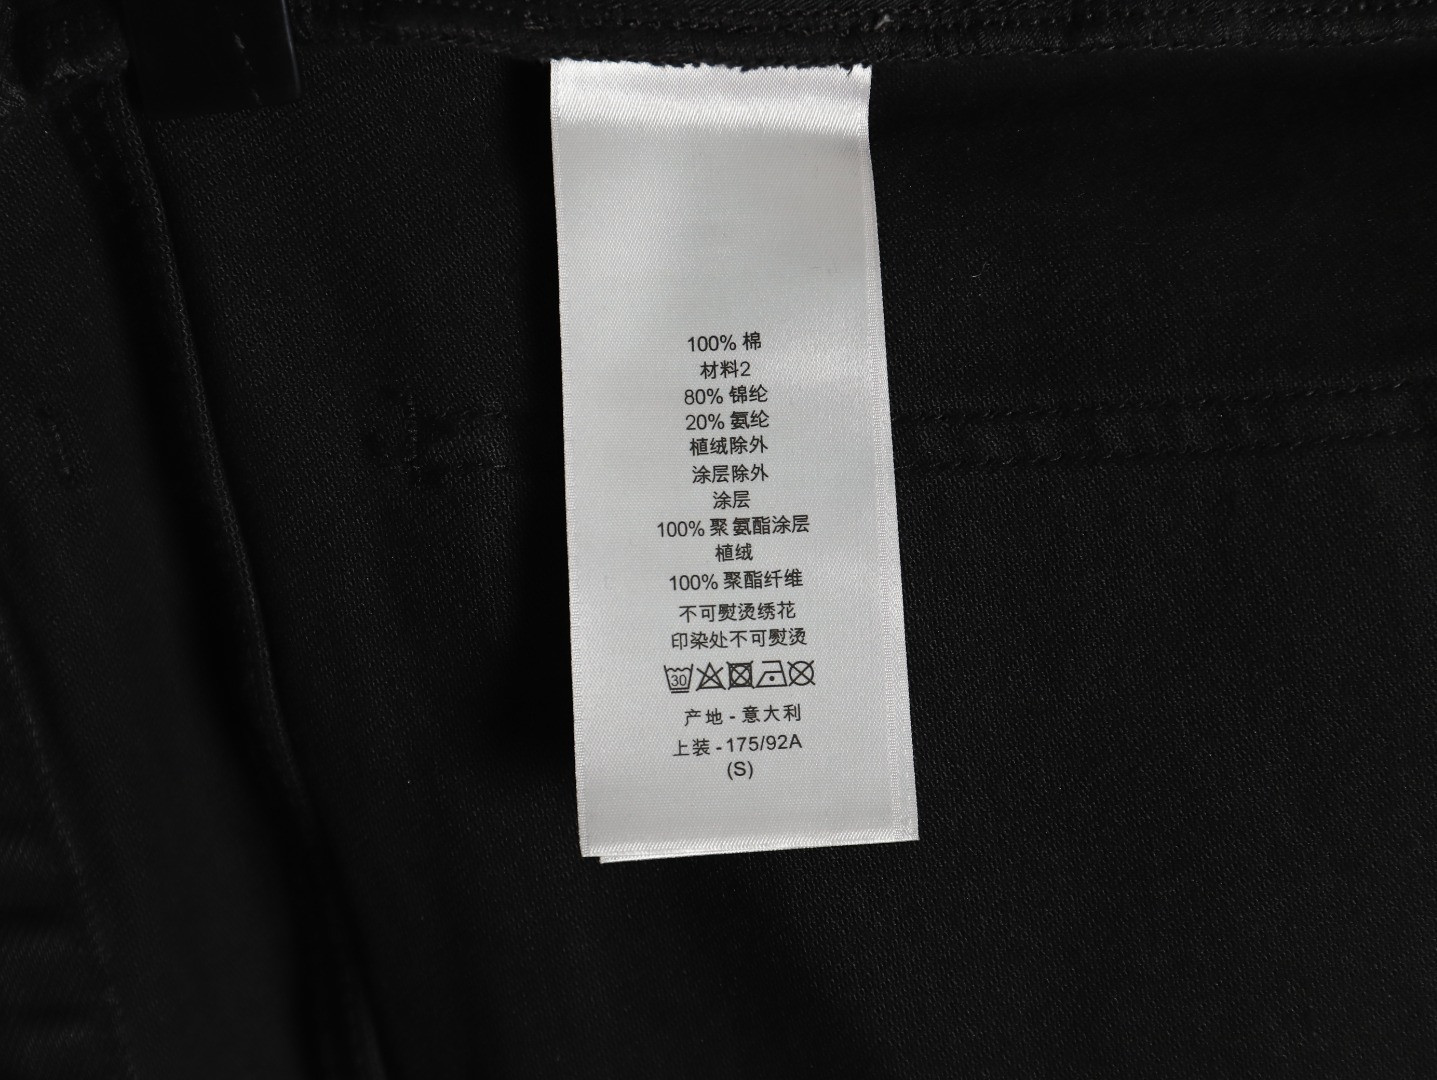 100% 棉
材料2
80% 锦纶
20% 氨纶
植绒除外
涂层除外
涂层
100% 聚 氨酯涂层
植绒
100% 聚酯纤维
不可熨烫绣花
印染处不可熨烫
30
产地 - 意大利
上装 - 175/92A
(S)